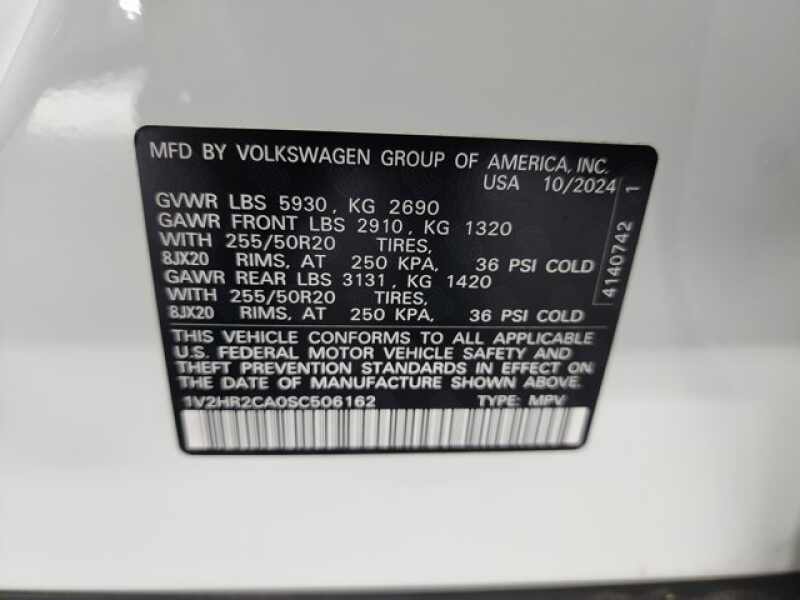 MFD BY VOLKSWAGEN GROUP OF AMERICA, INC.
USA 10/2024
GVWR LBS 5930, KG 2690
GAWR FRONT LBS 2910, KG 1320
WITH 255/50R20 TIRES,
8JX20 RIMS, AT 250 KPA, 36 PSI COLD
GAWR REAR LBS 3131, KG 1420
WITH 255/50R20 TIRES,
8JX20 RIMS, AT 250 KPA, 36 PSI COLD
4140742 1
THIS VEHICLE CONFORMS TO ALL APPLICABLE
U.S. FEDERAL MOTOR VEHICLE SAFETY AND
THEFT PREVENTION STANDARDS IN EFFECT ON
THE DATE OF MANUFACTURE SHOWN ABOVE.
1V2HR2CA0SC506162 TYPE: MPV